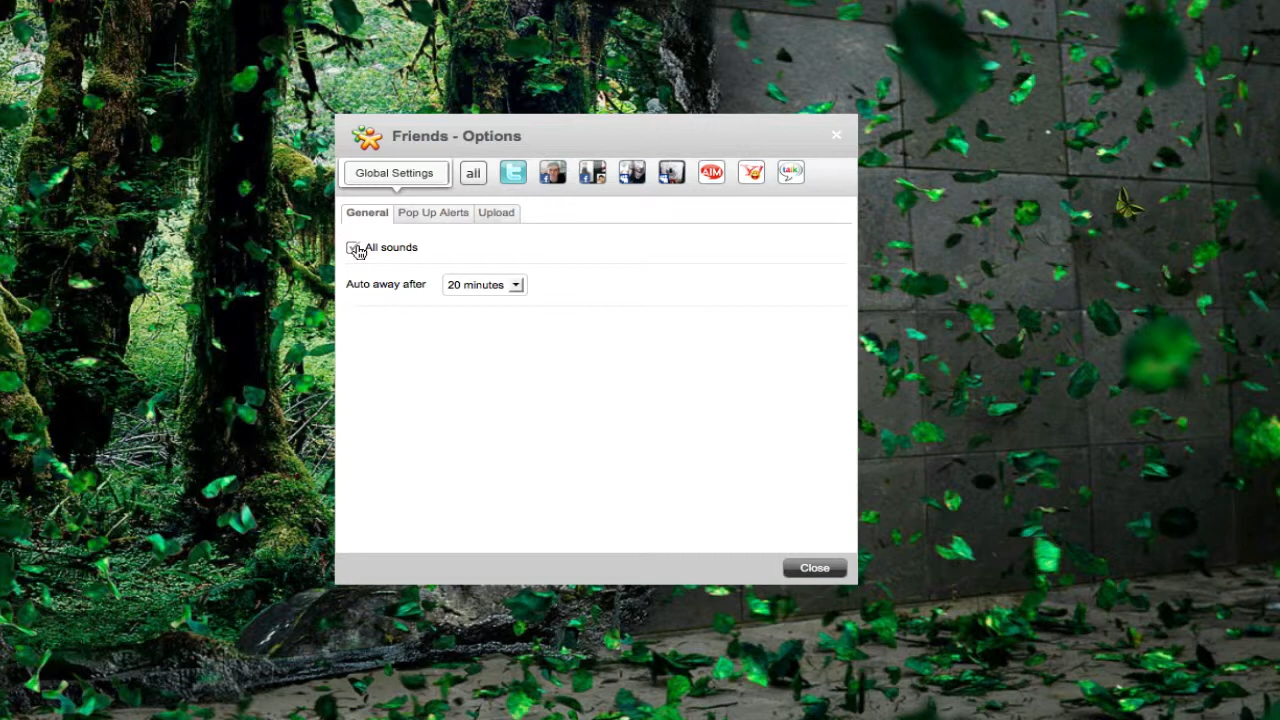 Friends - Options
Global Settings all AIM talk
General Pop Up Alerts Upload
All sounds
Auto away after 20 minutes
Close